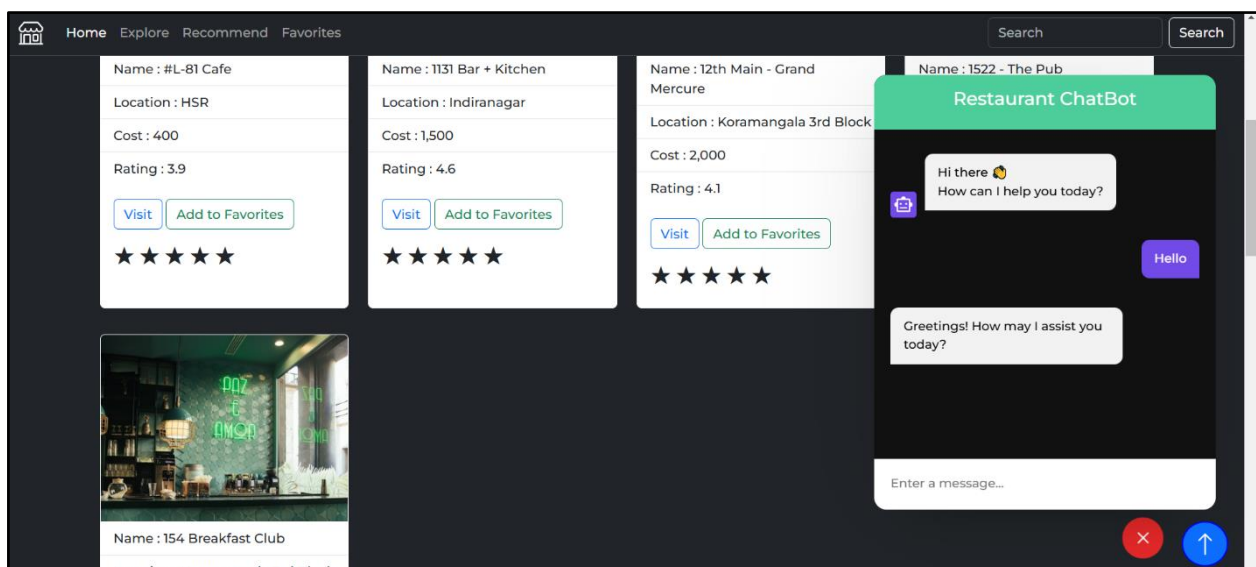 Home Explore Recommend Favorites
Search
Search
Name : #L-81 Cafe
Location : HSR
Cost : 400
Rating : 3.9
Visit
Add to Favorites
Name : 1131 Bar + Kitchen
Location : Indiranagar
Cost : 1,500
Rating : 4.6
Visit
Add to Favorites
Name : 12th Main - Grand
Mercure
Location : Koramangala 3rd Block
Cost : 2,000
Rating : 4.1
Visit
Add to Favorites
Name : 1522 - The Pub
PAZ
E
AMOR
Name : 154 Breakfast Club
Restaurant ChatBot
Hi there 👋
How can I help you today?
Hello
Greetings! How may I assist you
today?
Enter a message...